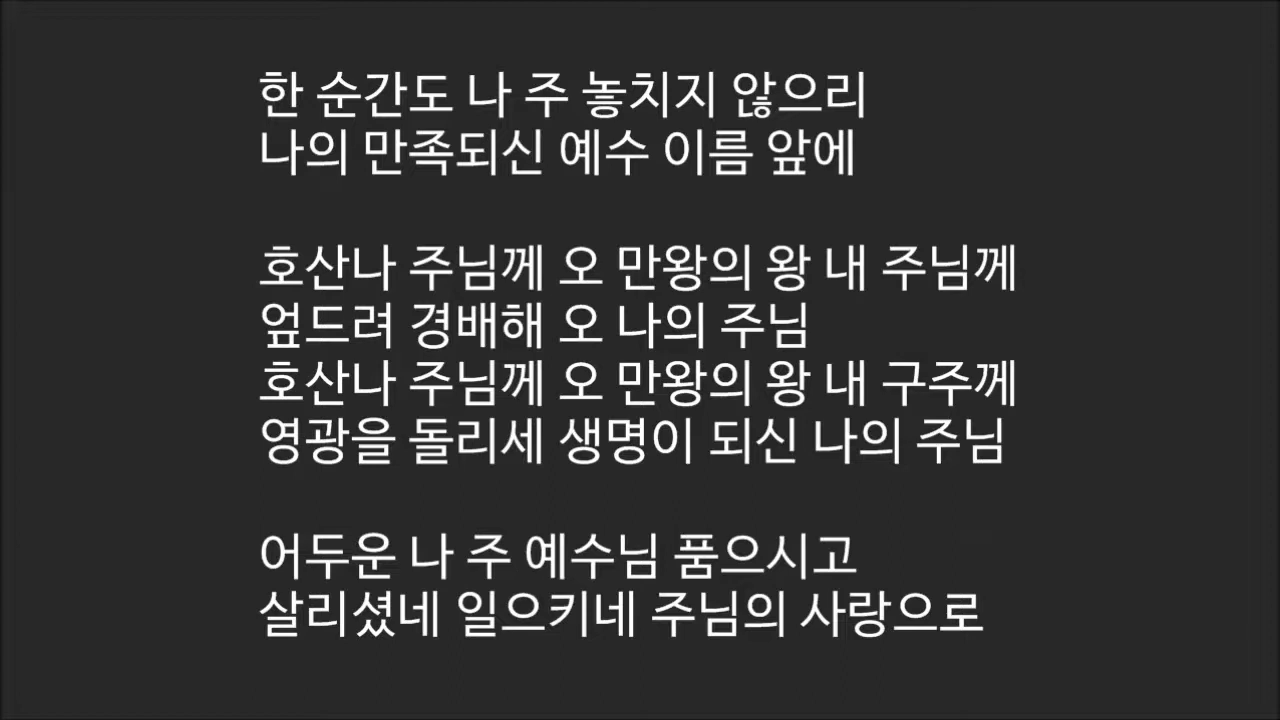 한 순간도 나 주 놓치지 않으리
나의 만족되신 예수 이름 앞에
호산나 주님께 오 만왕의 왕 내 주님께
엎드려 경배해 오 나의 주님
호산나 주님께 오 만왕의 왕 내 구주께
영광을 돌리세 생명이 되신 나의 주님
어두운 나 주 예수님 품으시고
살리셨네 일으키네 주님의 사랑으로